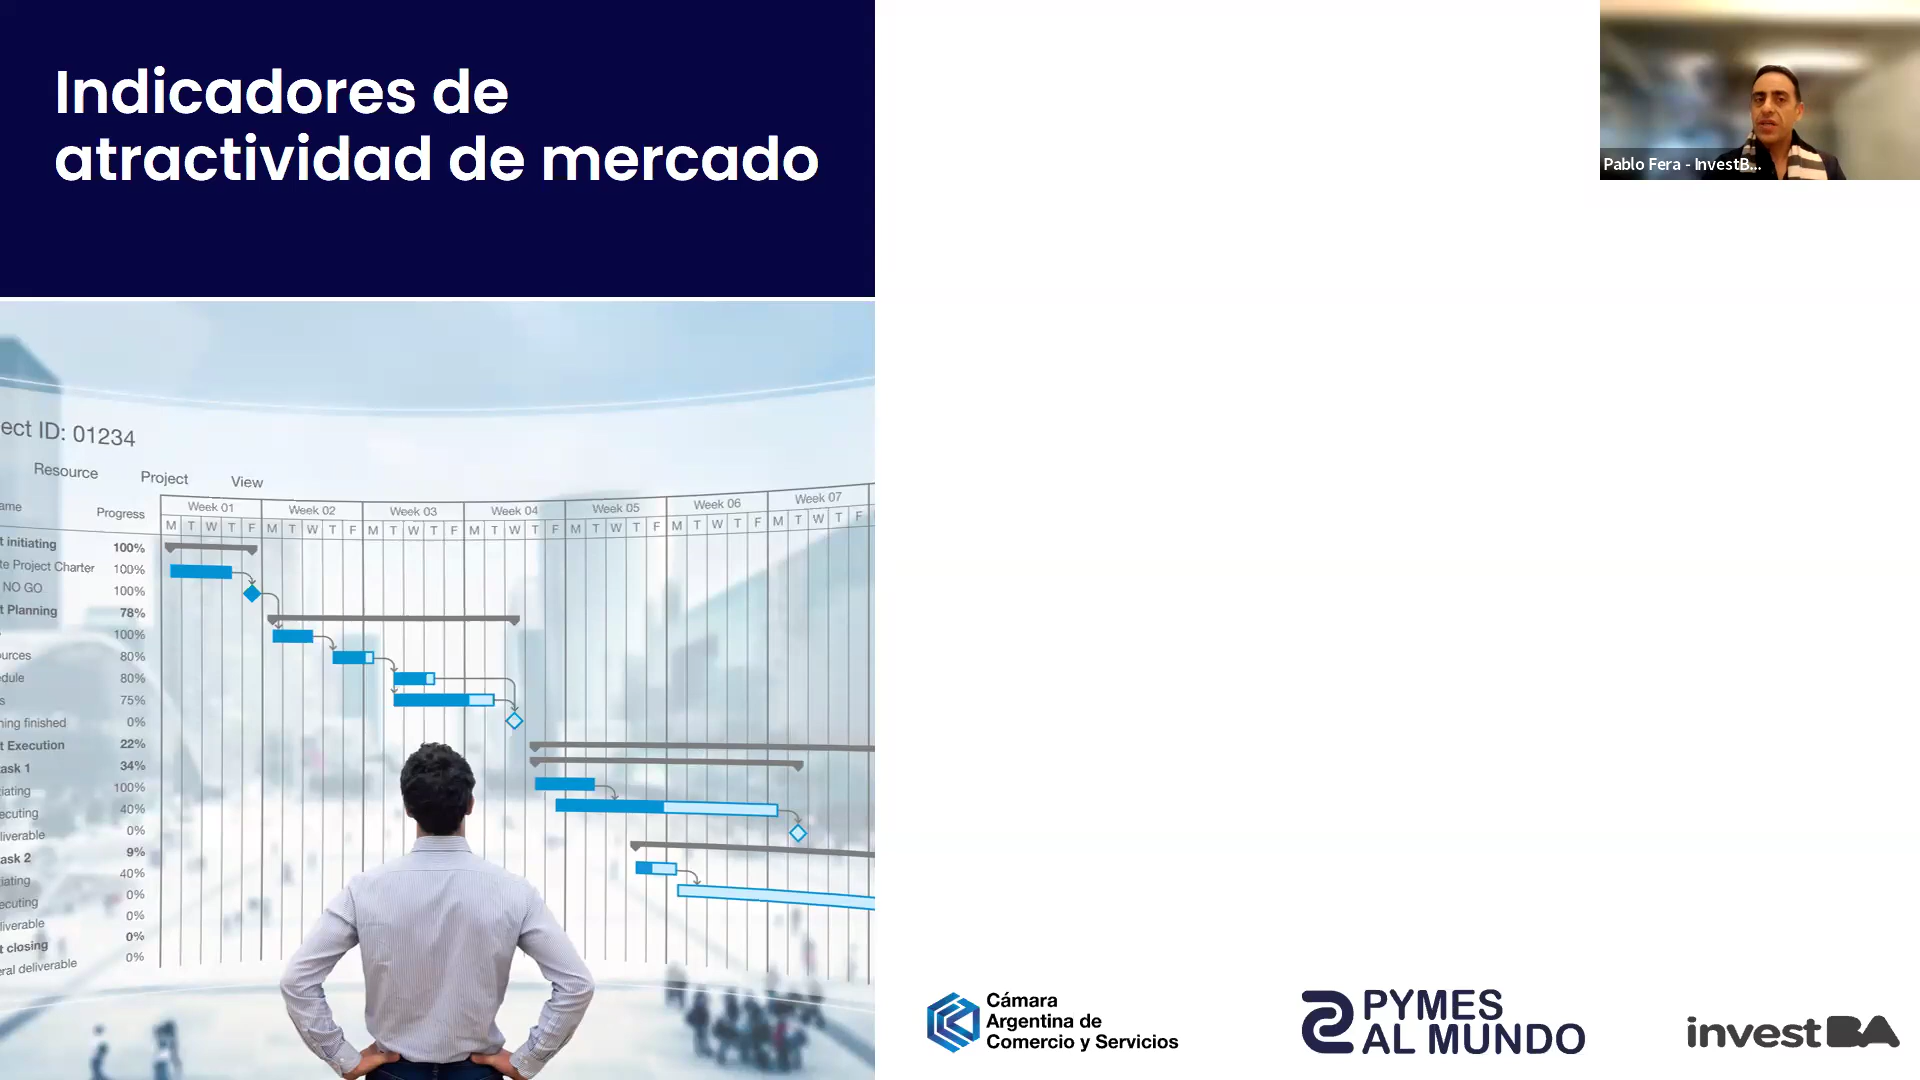 Indicadores de
atractividad de mercado
Pablo Fera - InvestB...
ect ID: 01234
Resource Project View
ame Progress Week 01 Week 02 Week 03 Week 04 Week 05 Week 06 Week 07
M T W T F M T W T F M T W T F M T W T F M T W T F M T W T F M T W T F
t initiating 100%
te Project Charter 100%
NO GO 100%
t Planning 78%
100%
ources 80%
edule 80%
s 75%
ning finished 0%
t Execution 22%
ask 1 34%
tiating 100%
ecuting 40%
liverable 0%
ask 2 9%
tiating 40%
ecuting 0%
liverable 0%
t closing 0%
eral deliverable 0%
Cámara
Argentina de
Comercio y Servicios
PYMES
AL MUNDO
investBA